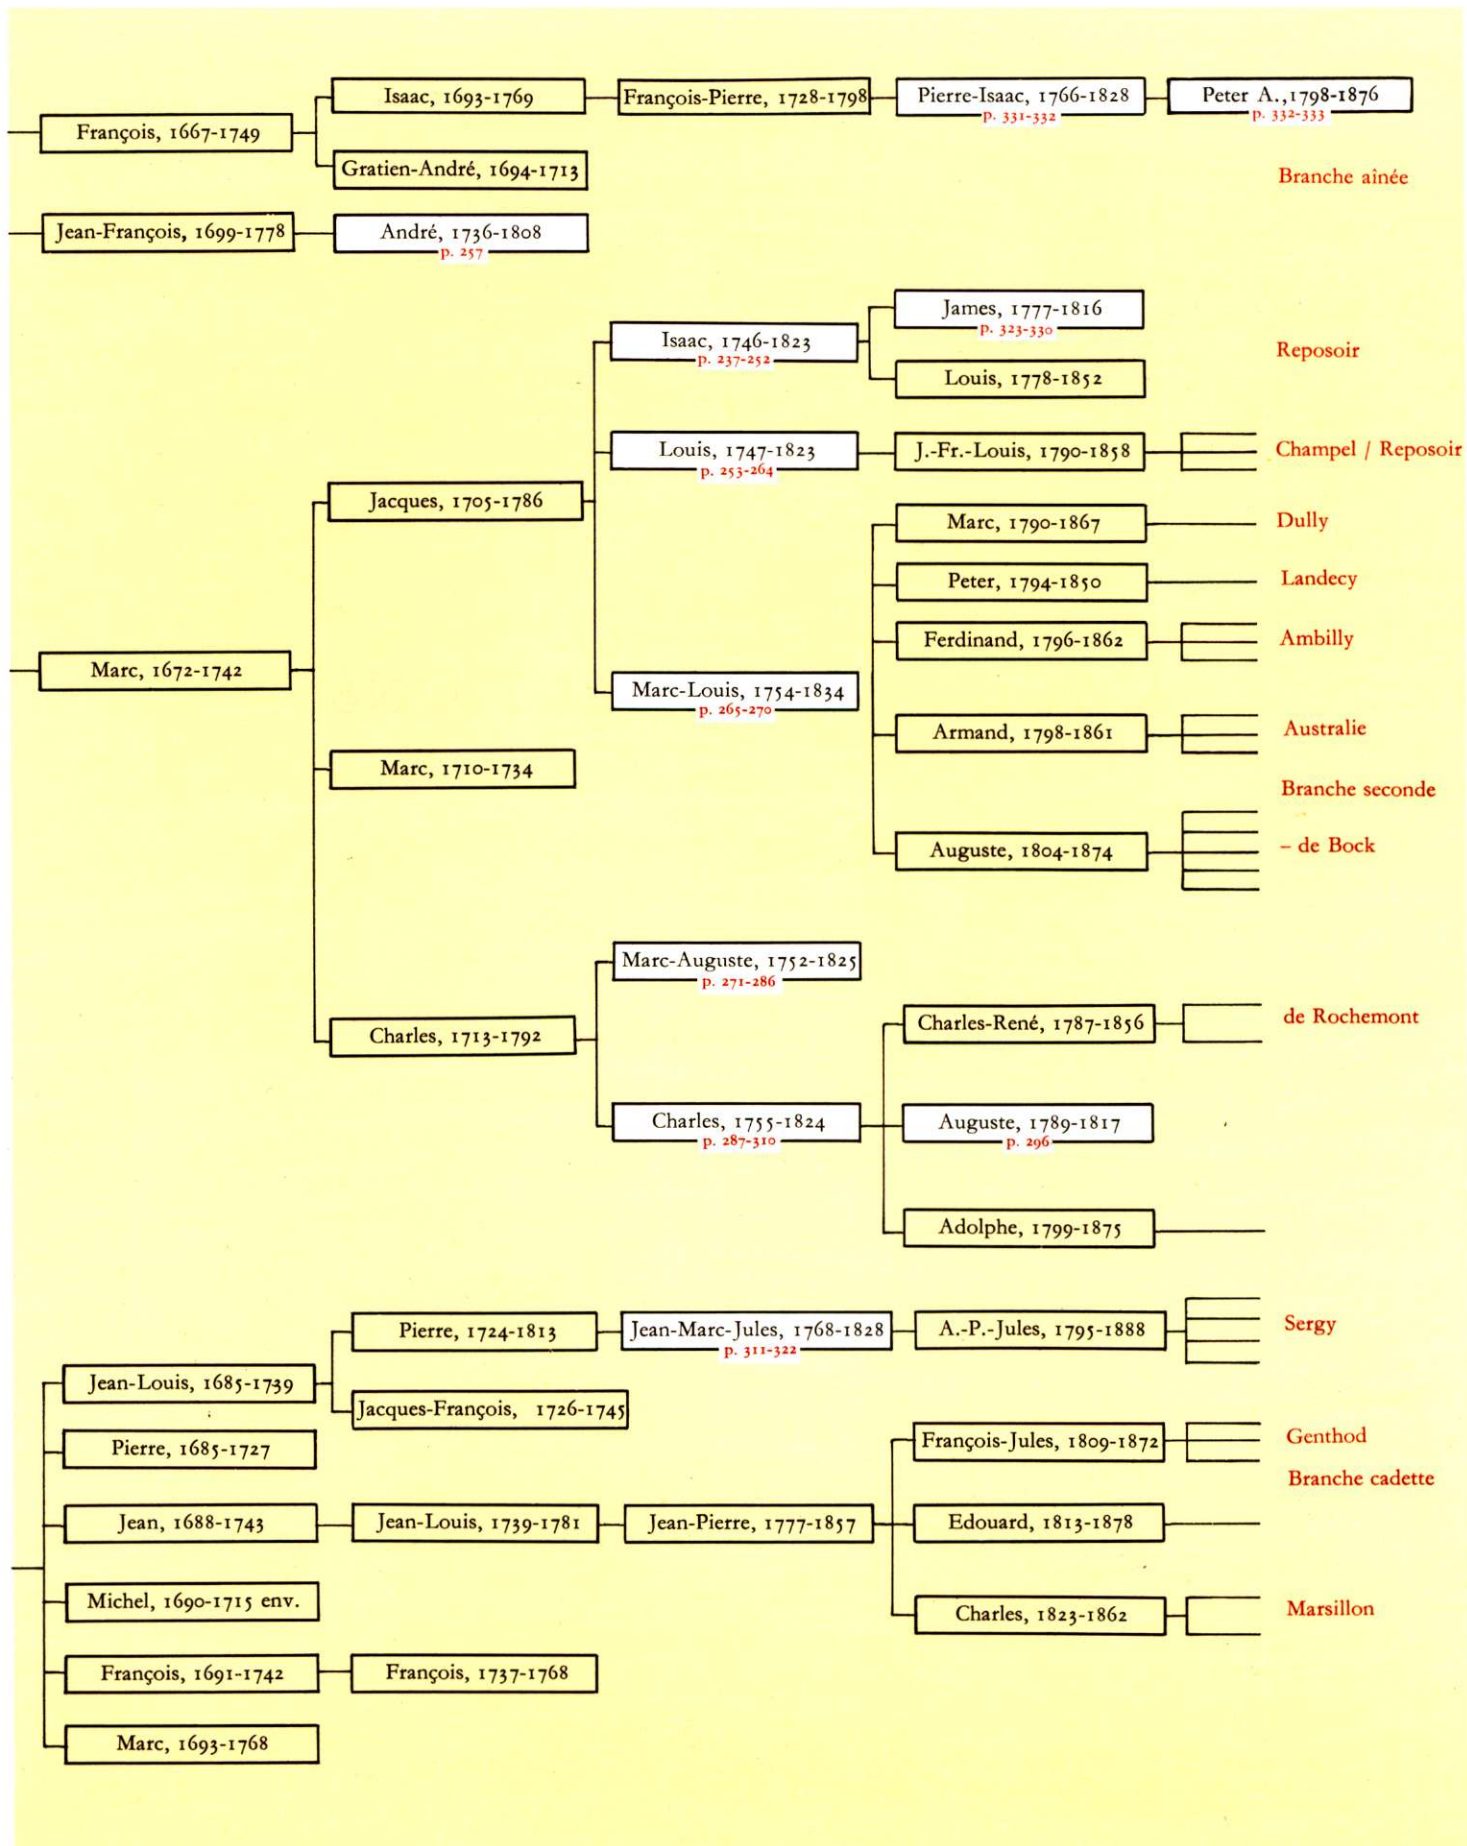 Isaac, 1693-1769
François-Pierre, 1728-1798
Pierre-Isaac, 1766-1828
p. 331-332
Peter A.,1798-1876
p. 332-333
François, 1667-1749
Gratien-André, 1694-1713
Branche aînée
Jean-François, 1699-1778
André, 1736-1808
p. 257
James, 1777-1816
p. 323-330
Isaac, 1746-1823
p. 237-252
Reposoir
Louis, 1778-1852
Louis, 1747-1823
p. 253-264
J.-Fr.-Louis, 1790-1858
Champel / Reposoir
Jacques, 1705-1786
Marc, 1790-1867
Dully
Peter, 1794-1850
Landecy
Ferdinand, 1796-1862
Ambilly
Marc, 1672-1742
Marc-Louis, 1754-1834
p. 265-270
Armand, 1798-1861
Australie
Marc, 1710-1734
Branche seconde
Auguste, 1804-1874
– de Bock
Marc-Auguste, 1752-1825
p. 271-286
Charles, 1713-1792
Charles-René, 1787-1856
de Rochemont
Charles, 1755-1824
p. 287-310
Auguste, 1789-1817
p. 296
Adolphe, 1799-1875
Pierre, 1724-1813
Jean-Marc-Jules, 1768-1828
p. 311-322
A.-P.-Jules, 1795-1888
Sergy
Jean-Louis, 1685-1739
Jacques-François, 1726-1745
Pierre, 1685-1727
François-Jules, 1809-1872
Genthod
Branche cadette
Jean, 1688-1743
Jean-Louis, 1739-1781
Jean-Pierre, 1777-1857
Edouard, 1813-1878
Michel, 1690-1715 env.
Charles, 1823-1862
Marsillon
François, 1691-1742
François, 1737-1768
Marc, 1693-1768